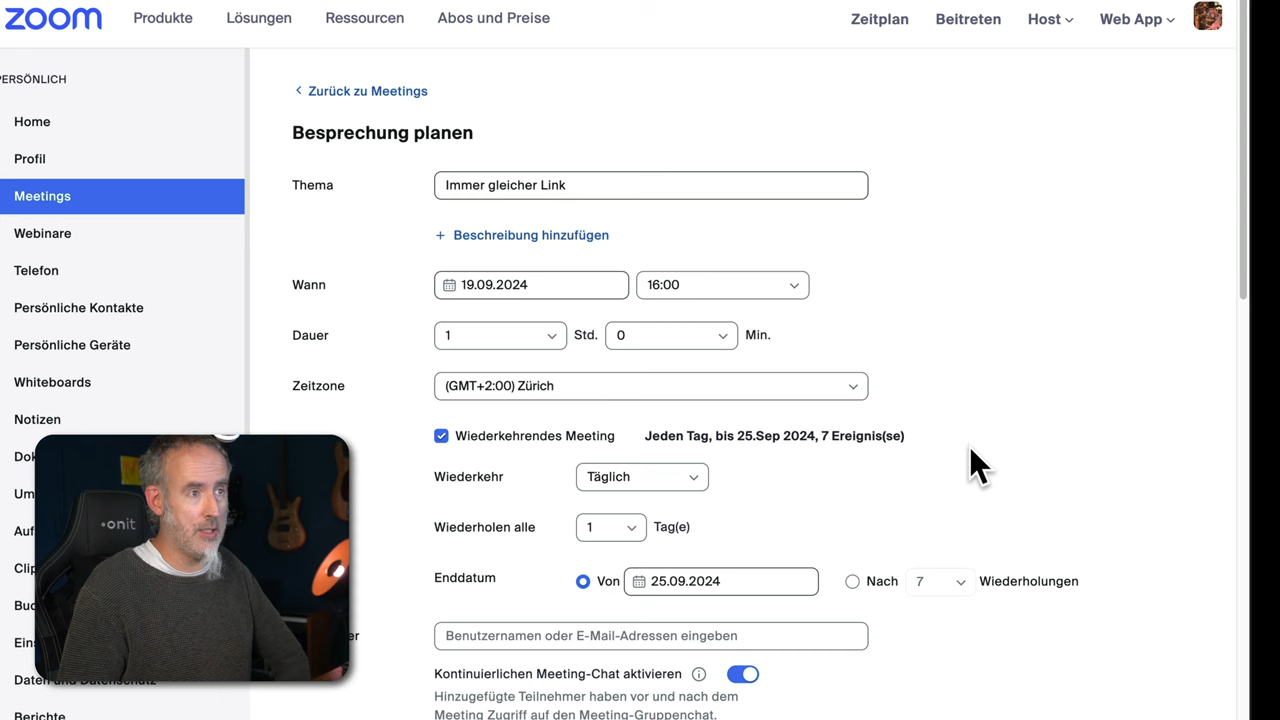 zoom
Produkte
Lösungen
Ressourcen
Abos und Preise
Zeitplan
Beitreten
Host
Web App
PERSÖNLICH
Home
Profil
Meetings
Webinare
Telefon
Persönliche Kontakte
Persönliche Geräte
Whiteboards
Notizen
Zurück zu Meetings
Besprechung planen
Thema
Immer gleicher Link
+ Beschreibung hinzufügen
Wann
19.09.2024
16:00
Dauer
1
Std.
0
Min.
Zeitzone
(GMT+2:00) Zürich
Wiederkehrendes Meeting
Jeden Tag, bis 25.Sep 2024, 7 Ereignis(se)
Wiederkehr
Täglich
Wiederholen alle
1
Tag(e)
Enddatum
Von
25.09.2024
Nach
7
Wiederholungen
Benutzernamen oder E-Mail-Adressen eingeben
Kontinuierlichen Meeting-Chat aktivieren
Hinzugefügte Teilnehmer haben vor und nach dem
Meeting Zugriff auf den Meeting-Gruppenchat.
onit
Berichte